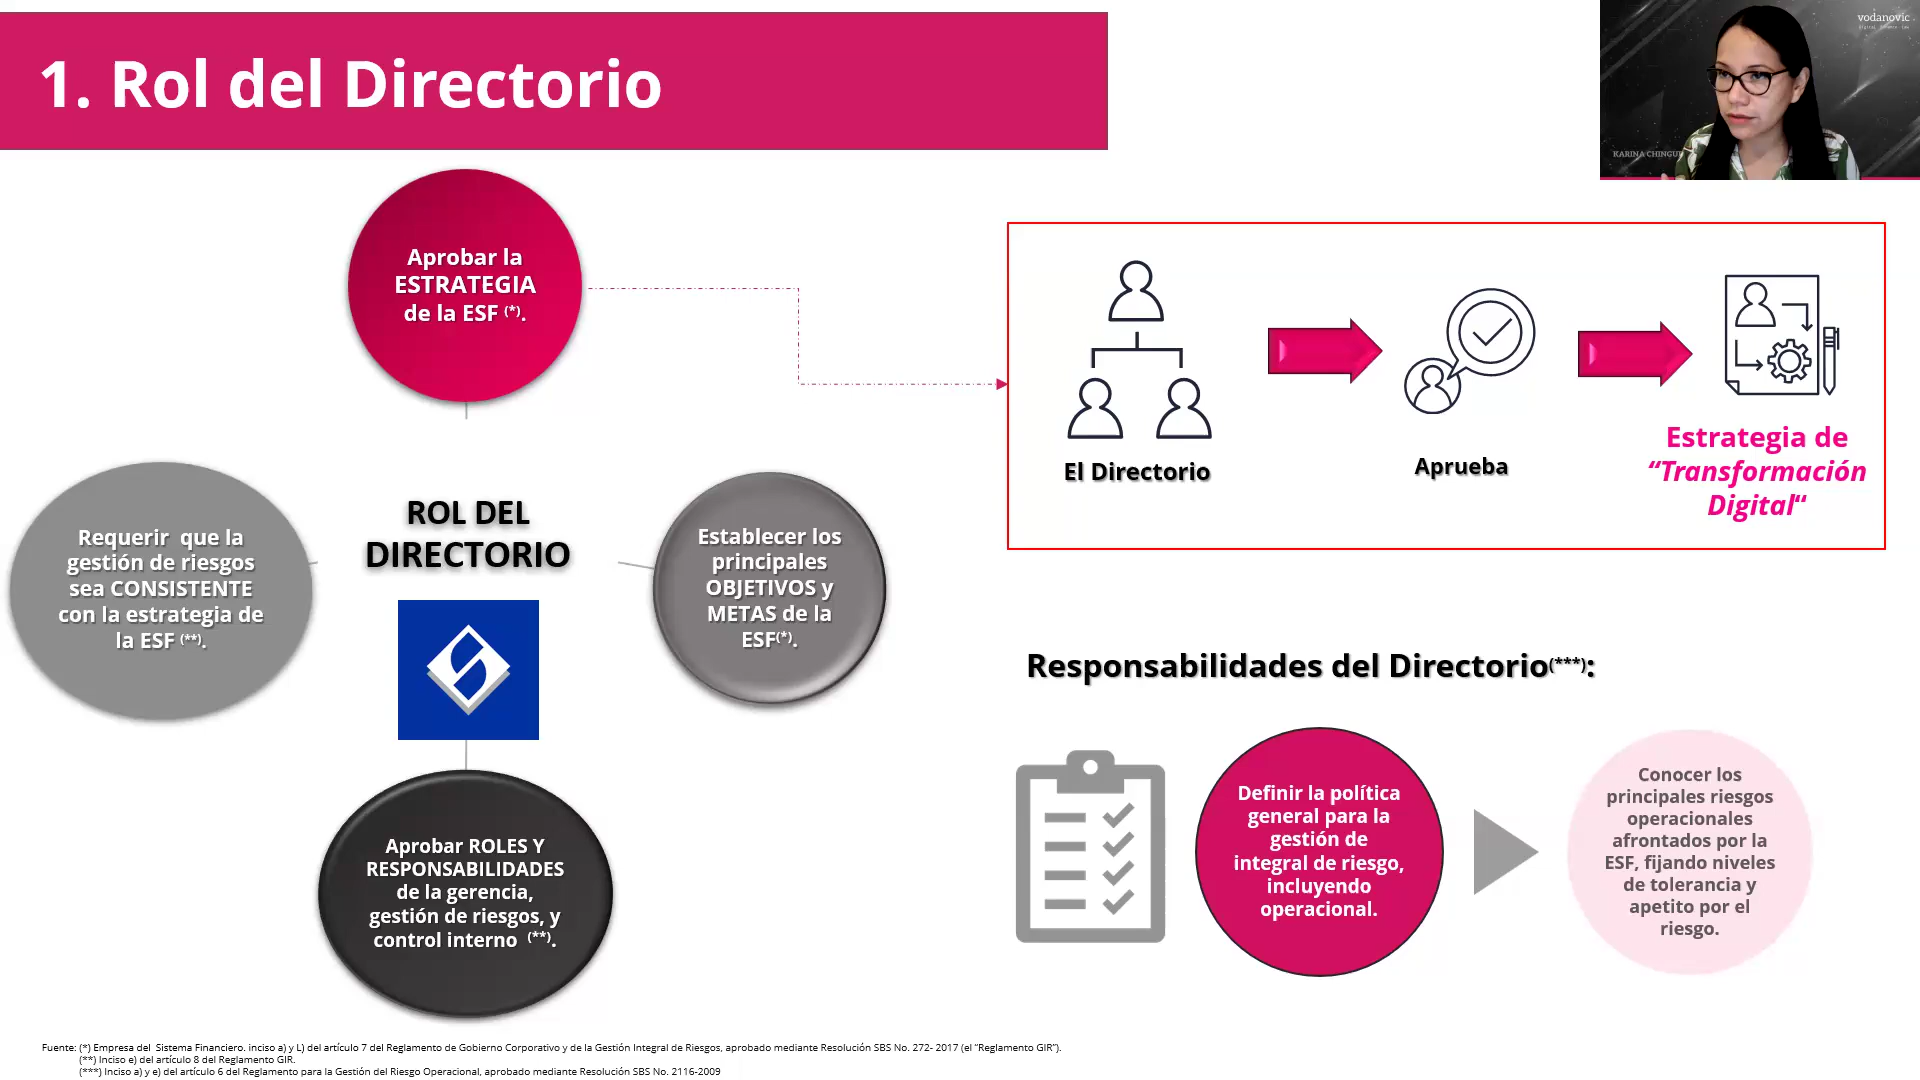 1. Rol del Directorio
vodanovic
KARINA CHINGU
Aprobar la
ESTRATEGIA
de la ESF (*).
El Directorio
Aprueba
Estrategia de
“Transformación
Digital“
Requerir que la
gestión de riesgos
sea CONSISTENTE
con la estrategia de
la ESF (**).
ROL DEL
DIRECTORIO
Establecer los
principales
OBJETIVOS y
METAS de la
ESF(*).
Aprobar ROLES Y
RESPONSABILIDADES
de la gerencia,
gestión de riesgos, y
control interno (**).
Responsabilidades del Directorio(***):
Definir la política
general para la
gestión de
integral de riesgo,
incluyendo
operacional.
Conocer los
principales riesgos
operacionales
afrontados por la
ESF, fijando niveles
de tolerancia y
apetito por el
riesgo.
Fuente: (*) Empresa del Sistema Financiero. inciso a) y L) del artículo 7 del Reglamento de Gobierno Corporativo y de la Gestión Integral de Riesgos, aprobado mediante Resolución SBS No. 272- 2017 (el “Reglamento GIR”).
(**) Inciso e) del artículo 8 del Reglamento GIR.
(***) Inciso a) y e) del artículo 6 del Reglamento para la Gestión del Riesgo Operacional, aprobado mediante Resolución SBS No. 2116-2009